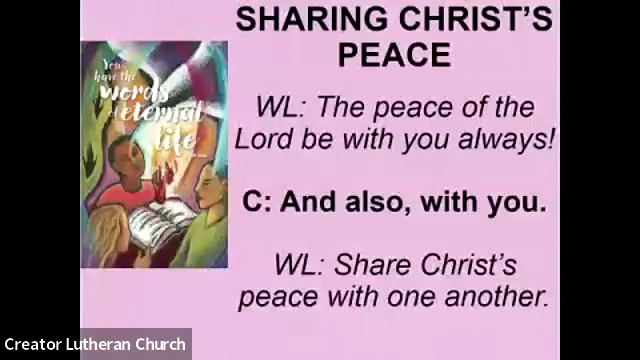 SHARING CHRIST'S
PEACE
You
have the
words
of eternal
life
WL: The peace of the
Lord be with you always!
C: And also, with you.
WL: Share Christ's
peace with one another.
Creator Lutheran Church